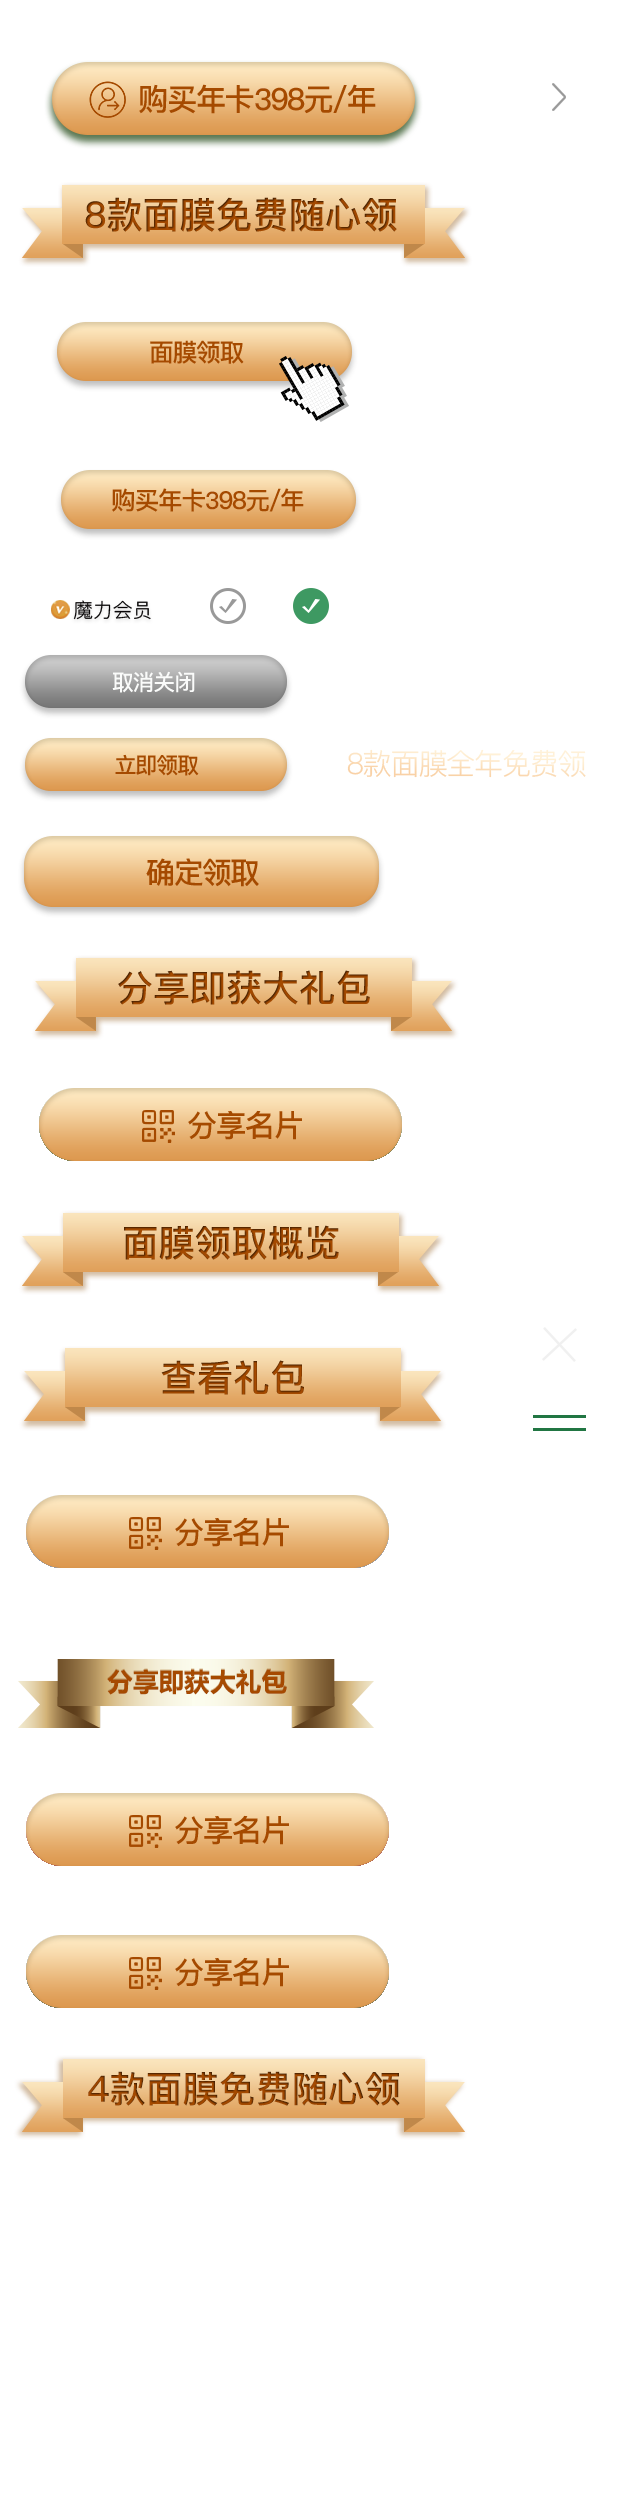 购买年卡398元/年
8款面膜免费随心领
面膜领取
购买年卡398元/年
魔力会员
取消关闭
立即领取
8款面膜全年免费领
确定领取
分享即获大礼包
分享名片
面膜领取概览
查看礼包
分享名片
分享即获大礼包
分享名片
分享名片
4款面膜免费随心领